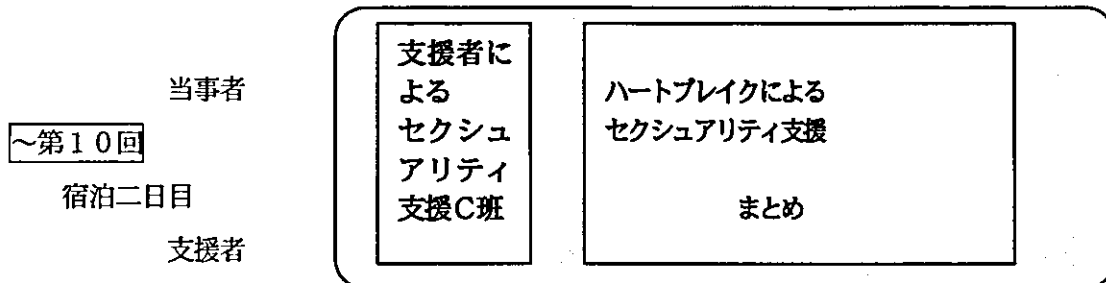 当事者
~第10回
宿泊二日目
支援者
支援者に
よる
セクシュ
アリティ
支援C班
ハートブレイクによる
セクシュアリティ支援
まとめ